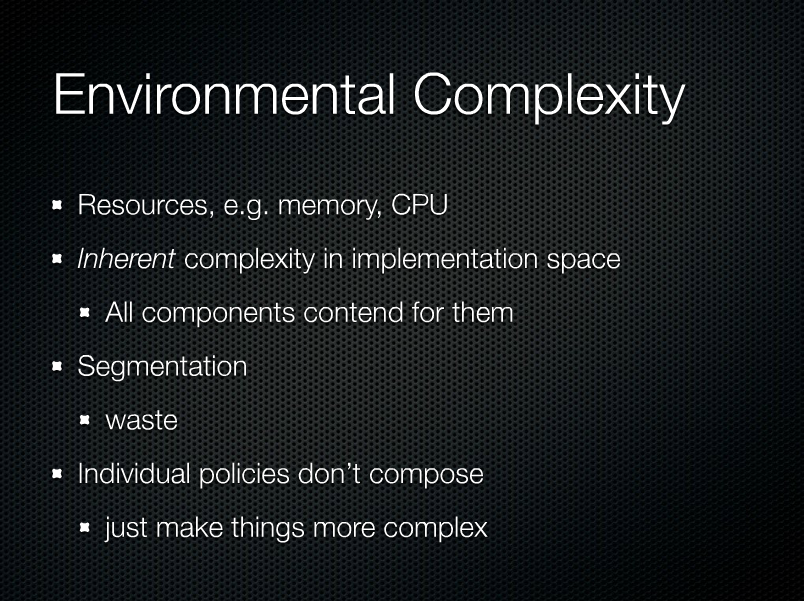 Environmental Complexity
Resources, e.g. memory, CPU
Inherent complexity in implementation space
All components contend for them
Segmentation
waste
Individual policies don’t compose
just make things more complex